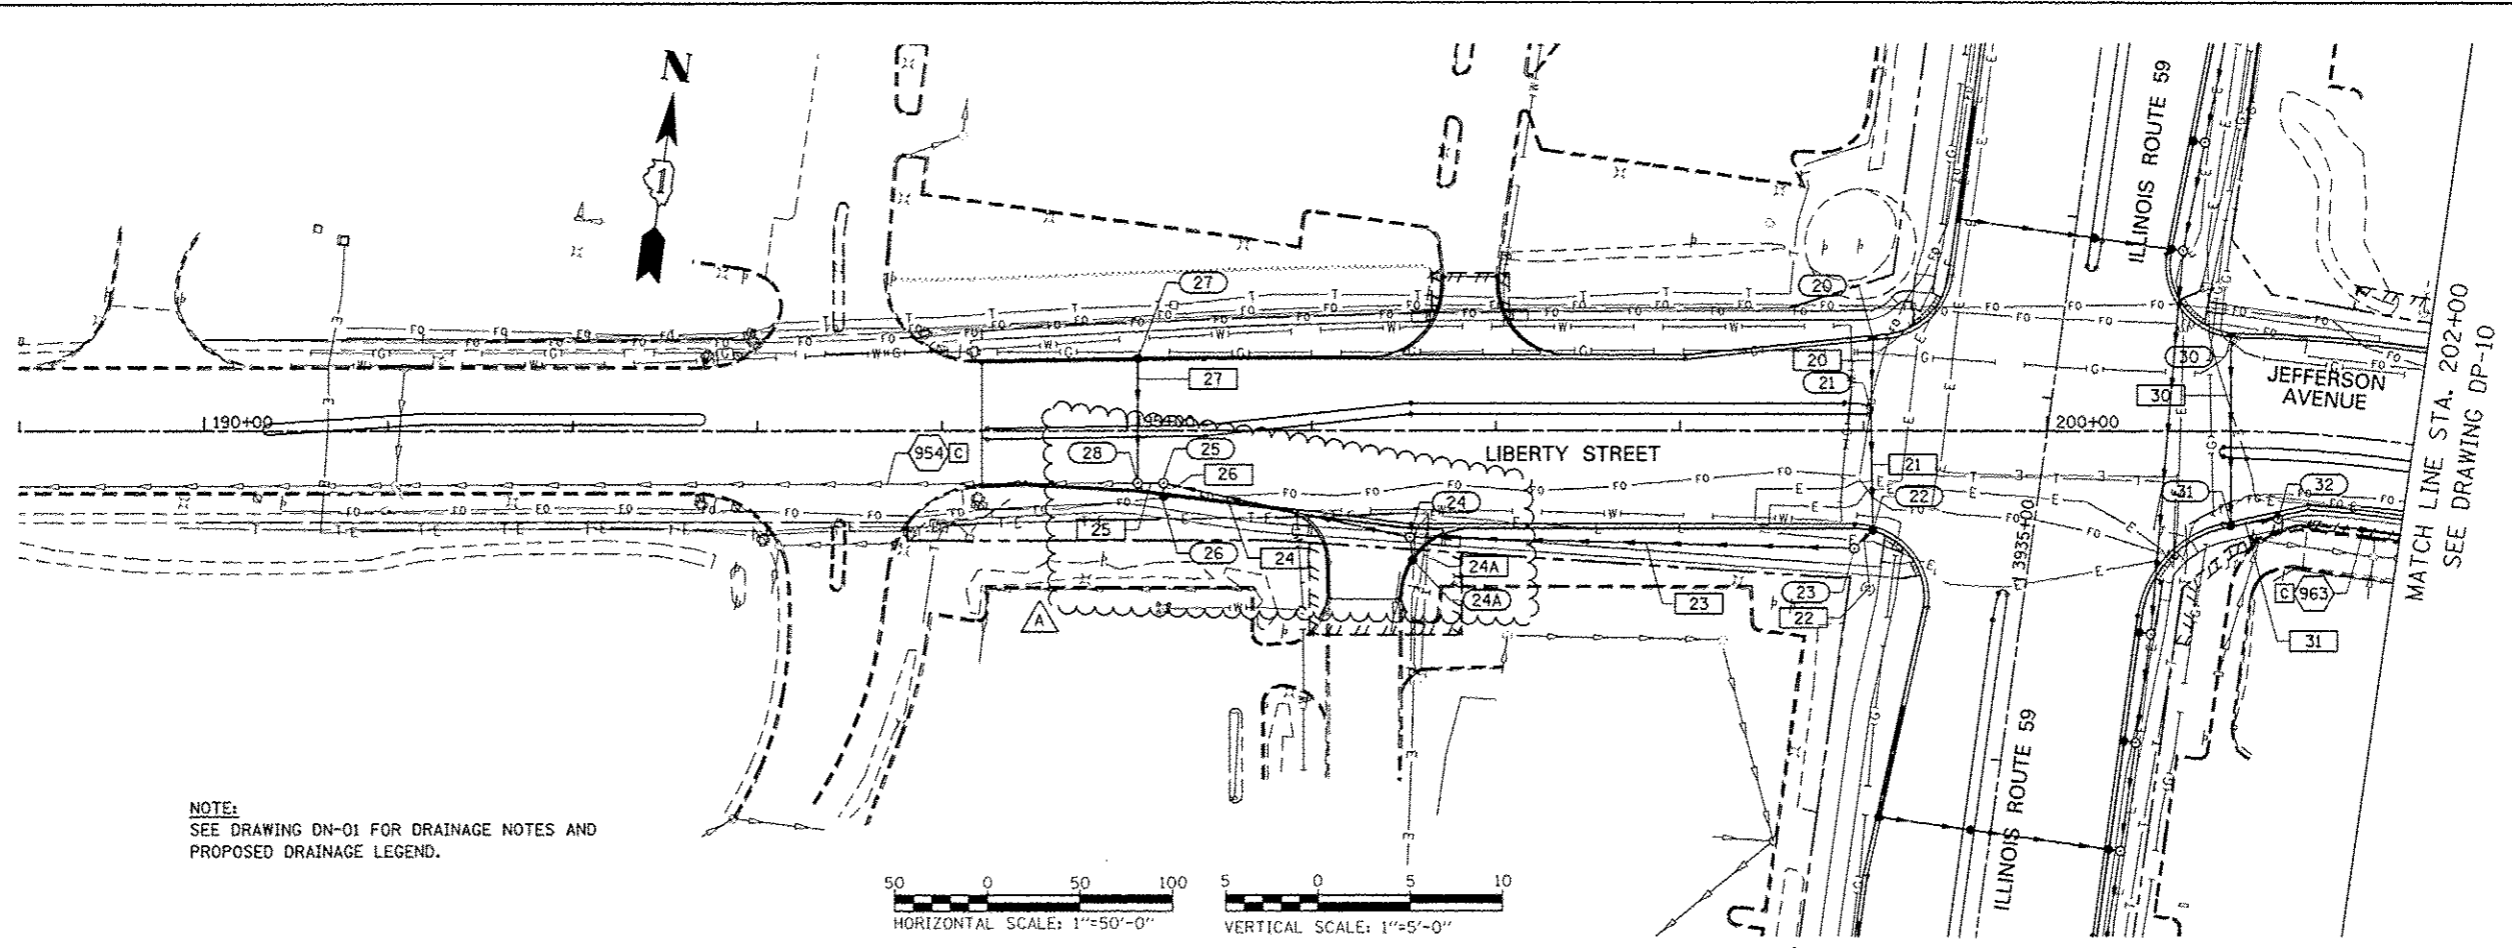 N
1
ILLINOIS ROUTE 59
27
20
27
20
21
30
30
JEFFERSON
AVENUE
MATCH LINE STA. 202+00
SEE DRAWING DP-10
190+00
200+00
954 C
28
25
26
LIBERTY STREET
21
24
22
31
32
3935+00
25
26
24
24A
24A
23
23
22
C 963
31
A
ILLINOIS ROUTE 59
NOTE:
SEE DRAWING DN-01 FOR DRAINAGE NOTES AND
PROPOSED DRAINAGE LEGEND.
50 0 50 100
HORIZONTAL SCALE: 1"=50'-0"
5 0 5 10
VERTICAL SCALE: 1"=5'-0"